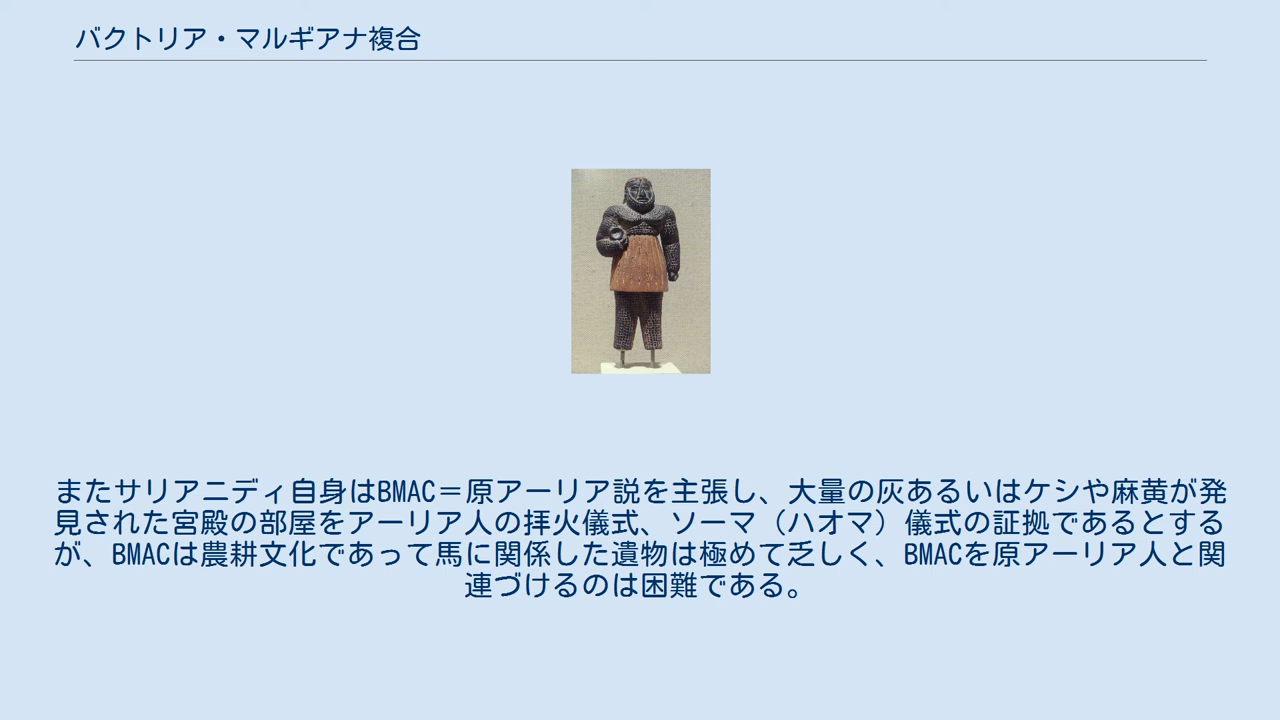 バクトリア・マルギアナ複合
またサリアニディ自身はBMAC＝原アーリア説を主張し、大量の灰あるいはケシや麻黄が発
見された宮殿の部屋をアーリア人の拝火儀式、ソーマ（ハオマ）儀式の証拠であるとする
が、BMACは農耕文化であって馬に関係した遺物は極めて乏しく、BMACを原アーリア人と関
連づけるのは困難である。